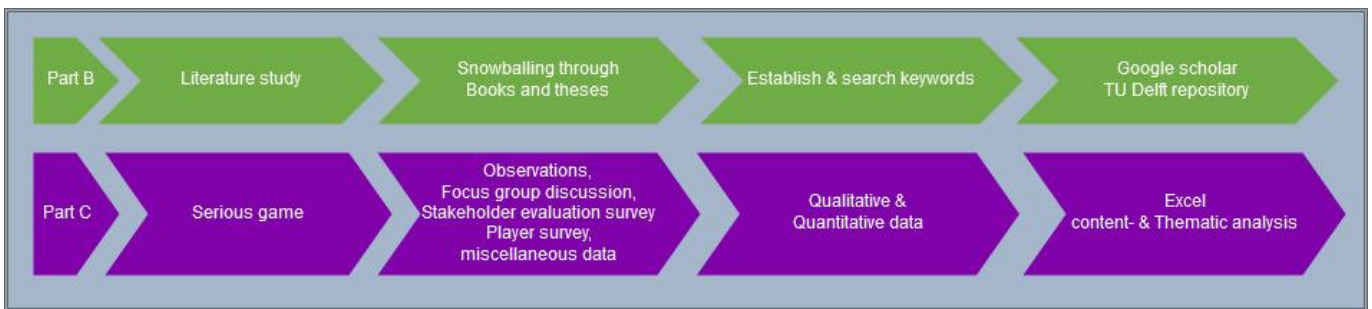 Part B
Literature study
Snowballing through
Books and theses
Establish & search keywords
Google scholar
TU Delft repository
Part C
Serious game
Observations,
Focus group discussion,
Stakeholder evaluation survey
Player survey,
miscellaneous data
Qualitative &
Quantitative data
Excel
content- & Thematic analysis